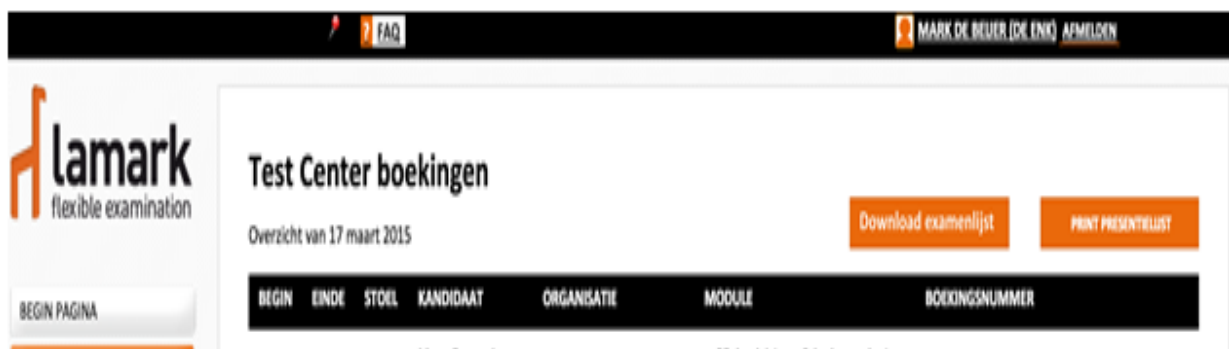 ? FAQ
MARK DE BEUER (DE ENK) AFMELDEN
lamark
flexible examination
Test Center boekingen
Overzicht van 17 maart 2015
Download examenlijst
PRINT PRESENTIELIJST
BEGIN PAGINA
BEGIN EINDE STOEL KANDIDAAT ORGANISATIE MODULE BOEKINGSNUMMER